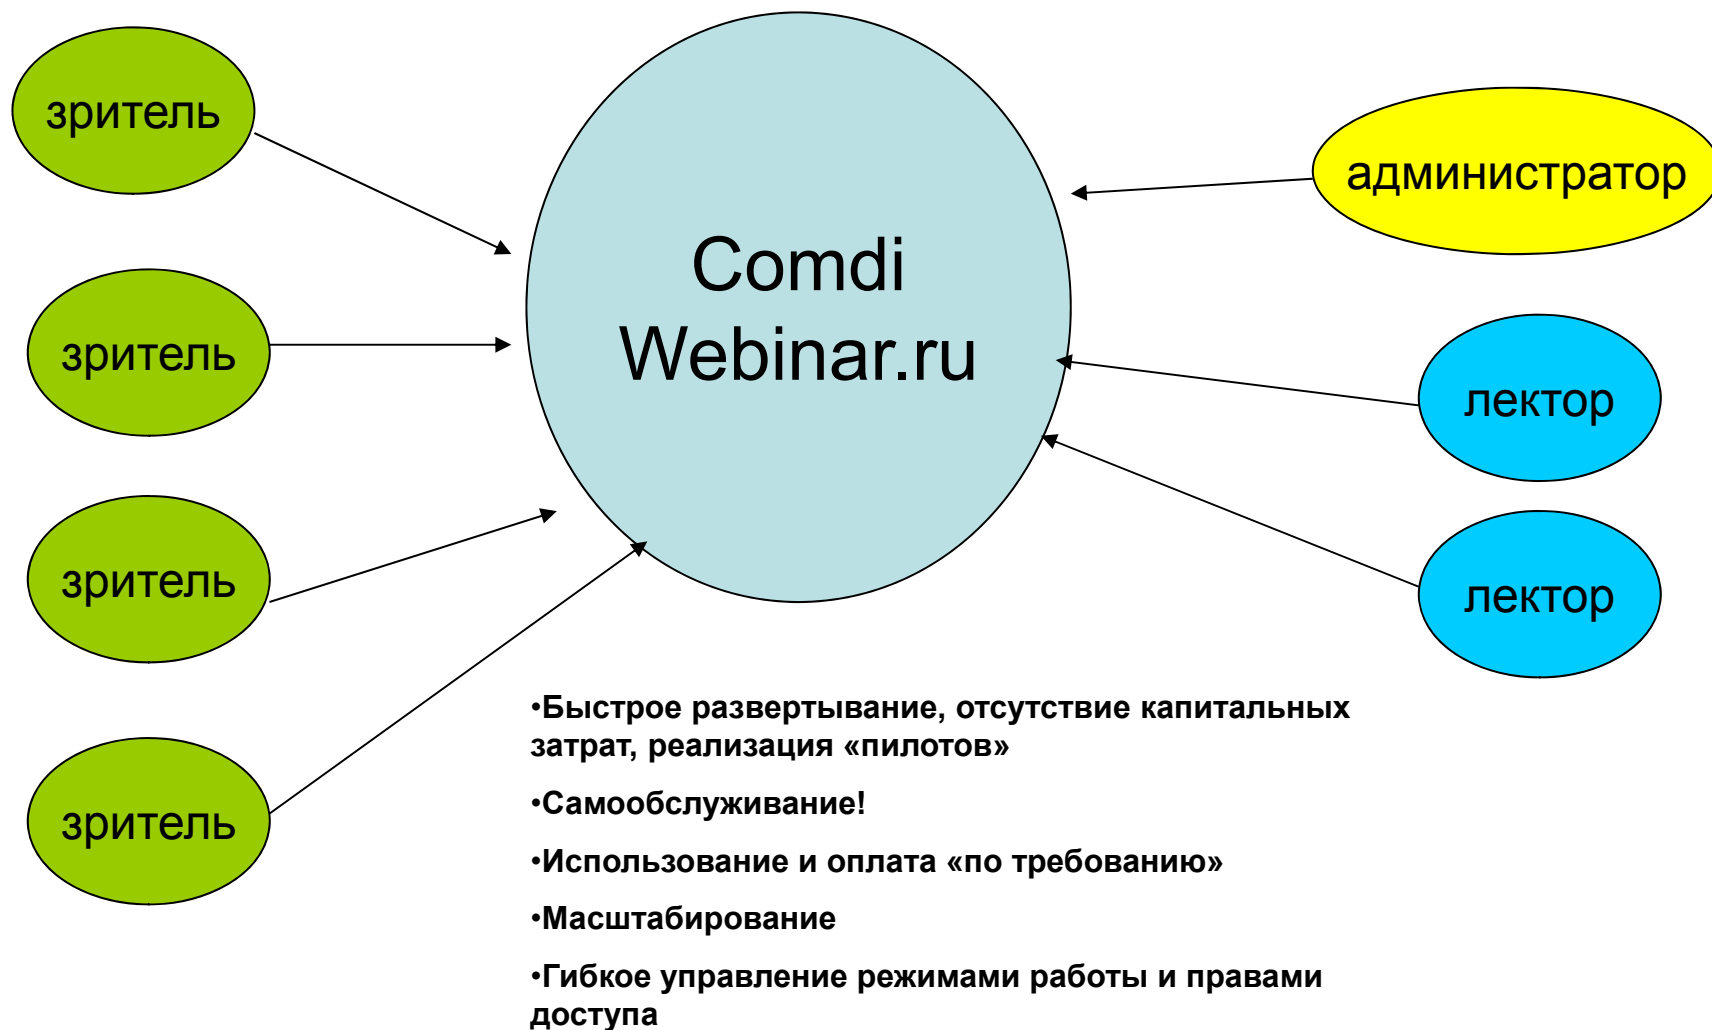 зритель
зритель
зритель
зритель
Comdi
Webinar.ru
администратор
лектор
лектор
•Быстрое развертывание, отсутствие капитальных
затрат, реализация «пилотов»
•Самообслуживание!
•Использование и оплата «по требованию»
•Масштабирование
•Гибкое управление режимами работы и правами
доступа